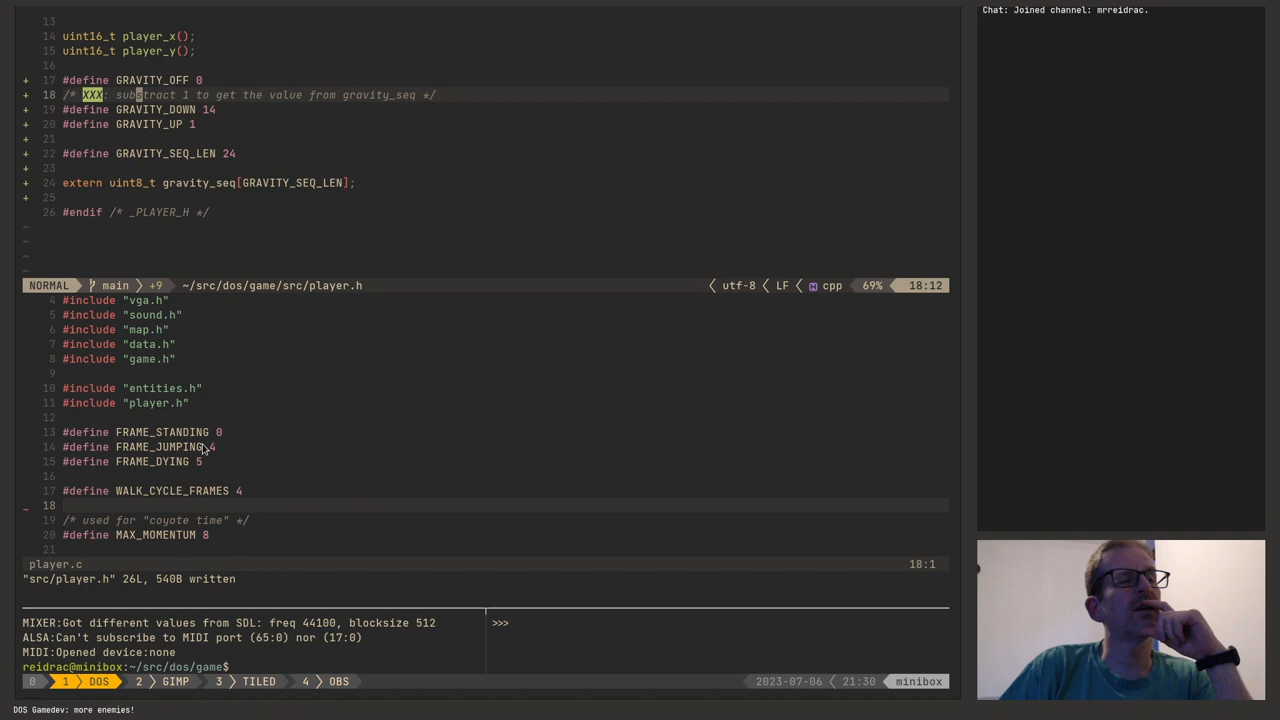 Chat: Joined channel: mrreidrac.
13
14 uint16_t player_x();
15 uint16_t player_y();
16
+ 17 #define GRAVITY_OFF 0
+ 18 /* XXX: substract 1 to get the value from gravity_seq */
+ 19 #define GRAVITY_DOWN 14
+ 20 #define GRAVITY_UP 1
+ 21
+ 22 #define GRAVITY_SEQ_LEN 24
+ 23
+ 24 extern uint8_t gravity_seq[GRAVITY_SEQ_LEN];
+ 25
26 #endif /* _PLAYER_H */
~
~
~
~
NORMAL main +9 ~/src/dos/game/src/player.h utf-8 LF cpp 69% 18:12
4 #include "vga.h"
5 #include "sound.h"
6 #include "map.h"
7 #include "data.h"
8 #include "game.h"
9
10 #include "entities.h"
11 #include "player.h"
12
13 #define FRAME_STANDING 0
14 #define FRAME_JUMPING 4
15 #define FRAME_DYING 5
16
17 #define WALK_CYCLE_FRAMES 4
_ 18
19 /* used for "coyote time" */
20 #define MAX_MOMENTUM 8
21
player.c 18:1
"src/player.h" 26L, 540B written
MIXER:Got different values from SDL: freq 44100, blocksize 512
ALSA:Can't subscribe to MIDI port (65:0) nor (17:0)
MIDI:Opened device:none
reidrac@minibox:~/src/dos/game$
>>>
0 1 DOS 2 GIMP 3 TILED 4 OBS 2023-07-06 21:30 minibox
DOS Gamedev: more enemies!